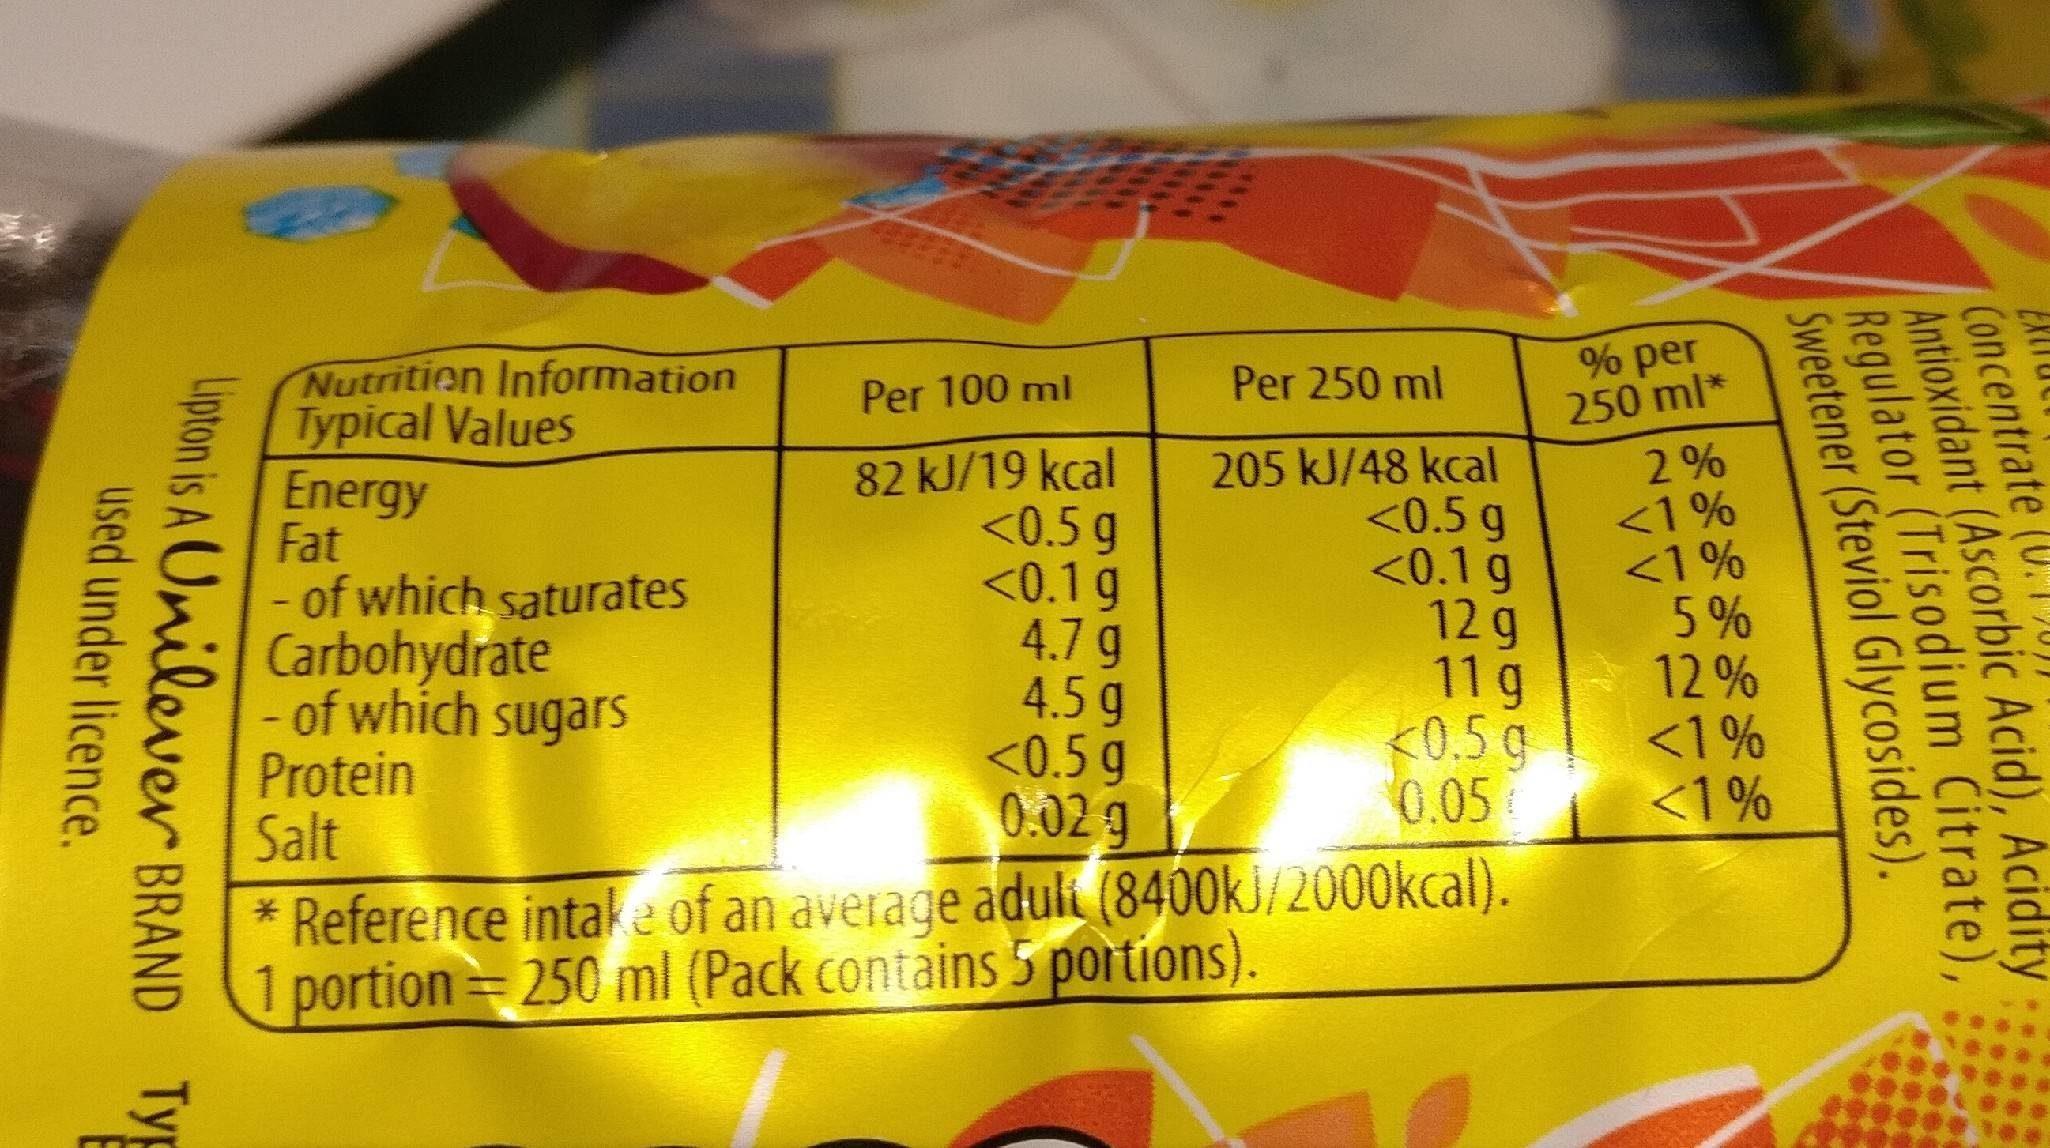 Nutrition Information
Typical Values
Per 100 ml
Per 250 ml
% per
250 ml*
Energy 82 kJ/19 kcal 205 kJ/48 kcal 2%
Fat <0.5 g <0.5 g <1%
- of which saturates <0.1 g <0.1 g <1%
Carbohydrate 4.7 g 12 g 5%
- of which sugars 4.5 g 11 g 12%
Protein <0.5 g <0.5 g <1%
Salt 0.02 g 0.05 <1%
* Reference intake of an average adult (8400kJ/2000kcal).
1 portion = 250 ml (Pack contains 5 portions).
Concentrate
Antioxidant (Ascorbic Acid), Acidity
Regulator (Trisodium Citrate),
Sweetener (Steviol Glycosides).
Lipton is A Unilever BRAND
used under licence.